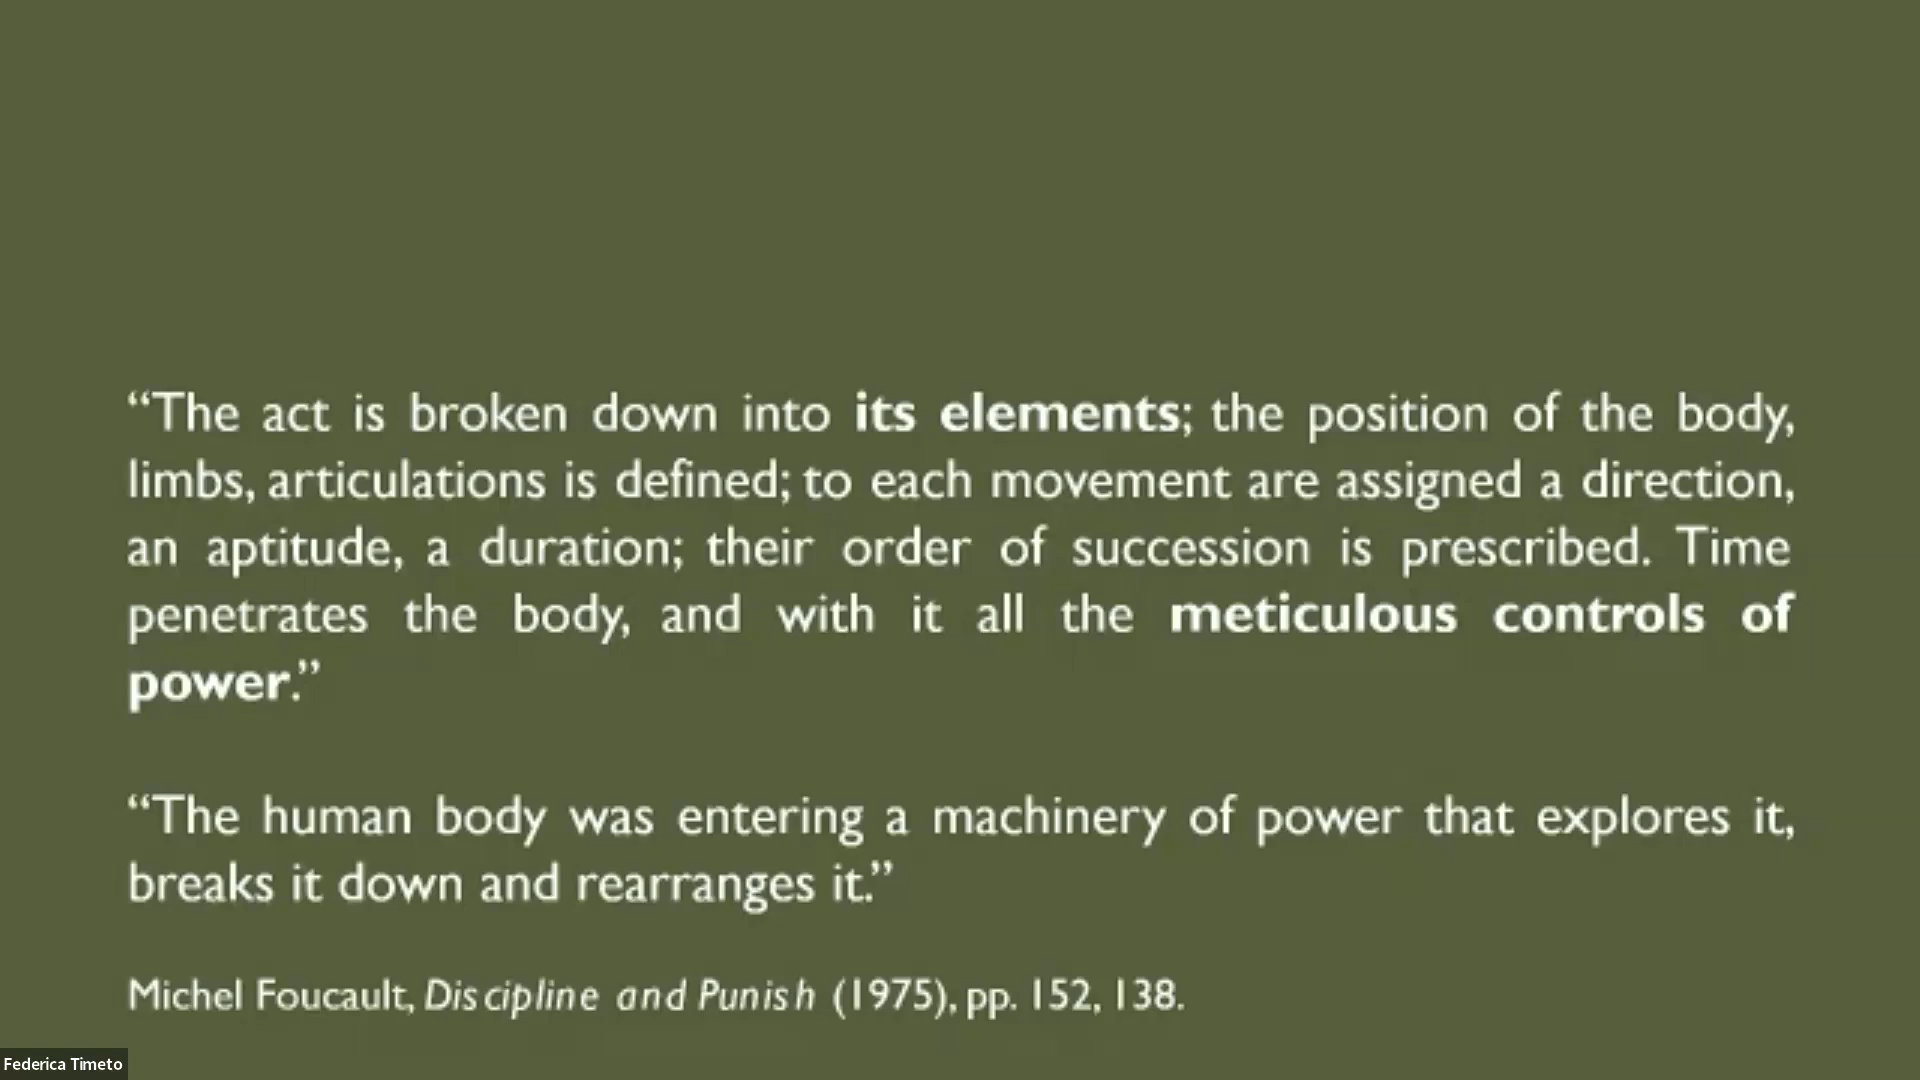 “The act is broken down into its elements; the position of the body,
limbs, articulations is defined; to each movement are assigned a direction,
an aptitude, a duration; their order of succession is prescribed. Time
penetrates the body, and with it all the meticulous controls of
power.”
“The human body was entering a machinery of power that explores it,
breaks it down and rearranges it.”
Michel Foucault, Discipline and Punish (1975), pp. 152, 138.
Federica Timeto